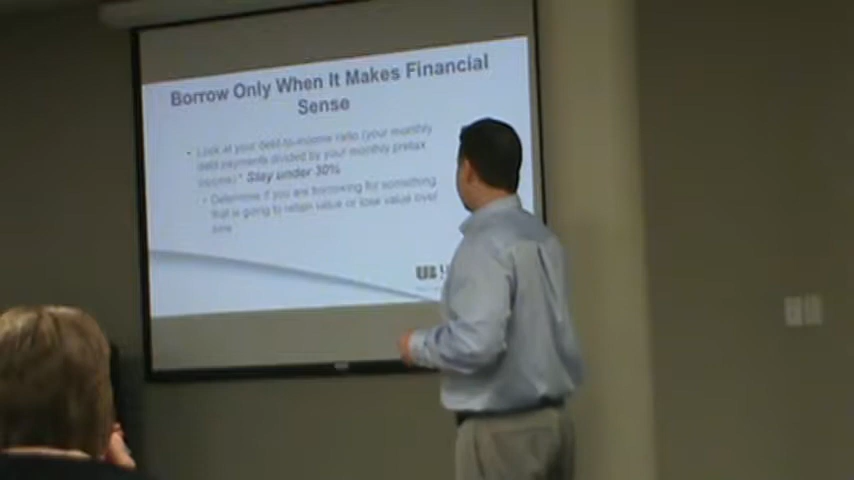 Borrow Only When It Makes Financial
Sense
• Look at your debt-to-income ratio (your monthly
debt payments divided by your monthly pretax
income) * Stay under 30%
• Determine if you are borrowing for something
that is going to retain value or lose value over
time
UB